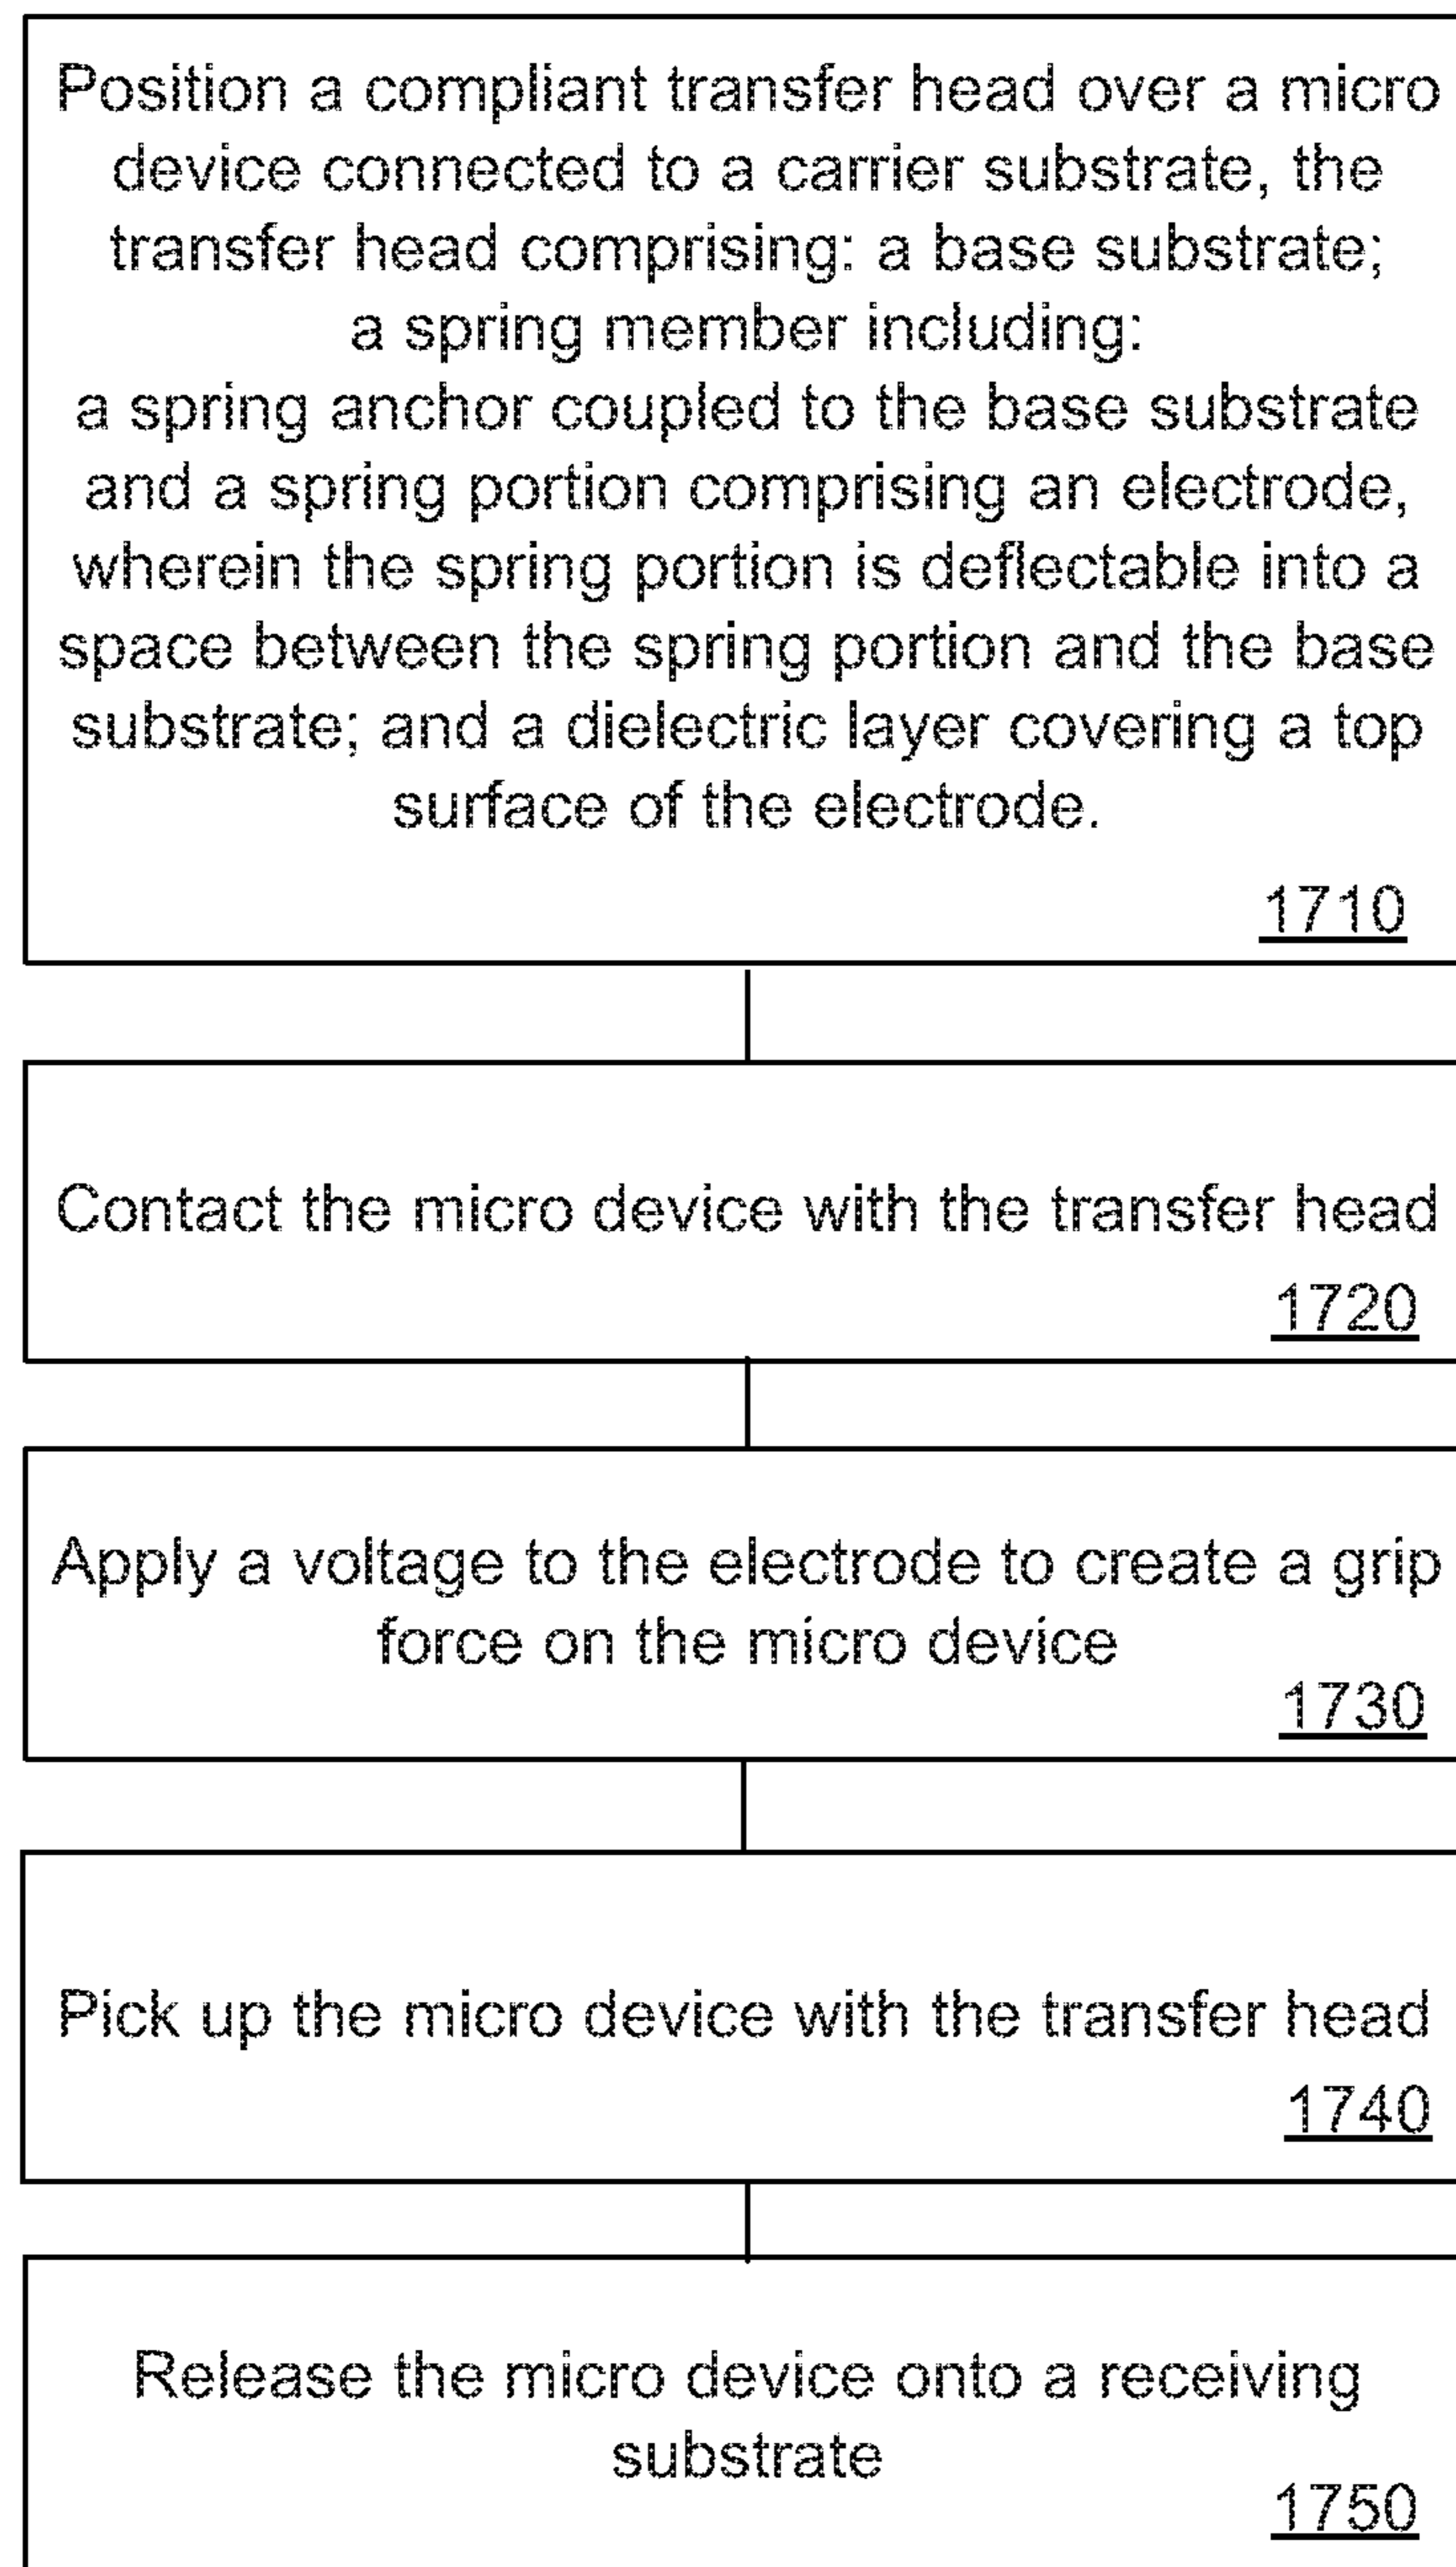 Position a compliant transfer head over a micro
device connected to a carrier substrate, the
transfer head comprising: a base substrate;
a spring member including:
a spring anchor coupled to the base substrate
and a spring portion comprising an electrode,
wherein the spring portion is deflectable into a
space between the spring portion and the base
substrate; and a dielectric layer covering a top
surface of the electrode.
1710
Contact the micro device with the transfer head
1720
Apply a voltage to the electrode to create a grip
force on the micro device
1730
Pick up the micro device with the transfer head
1740
Release the micro device onto a receiving
substrate
1750